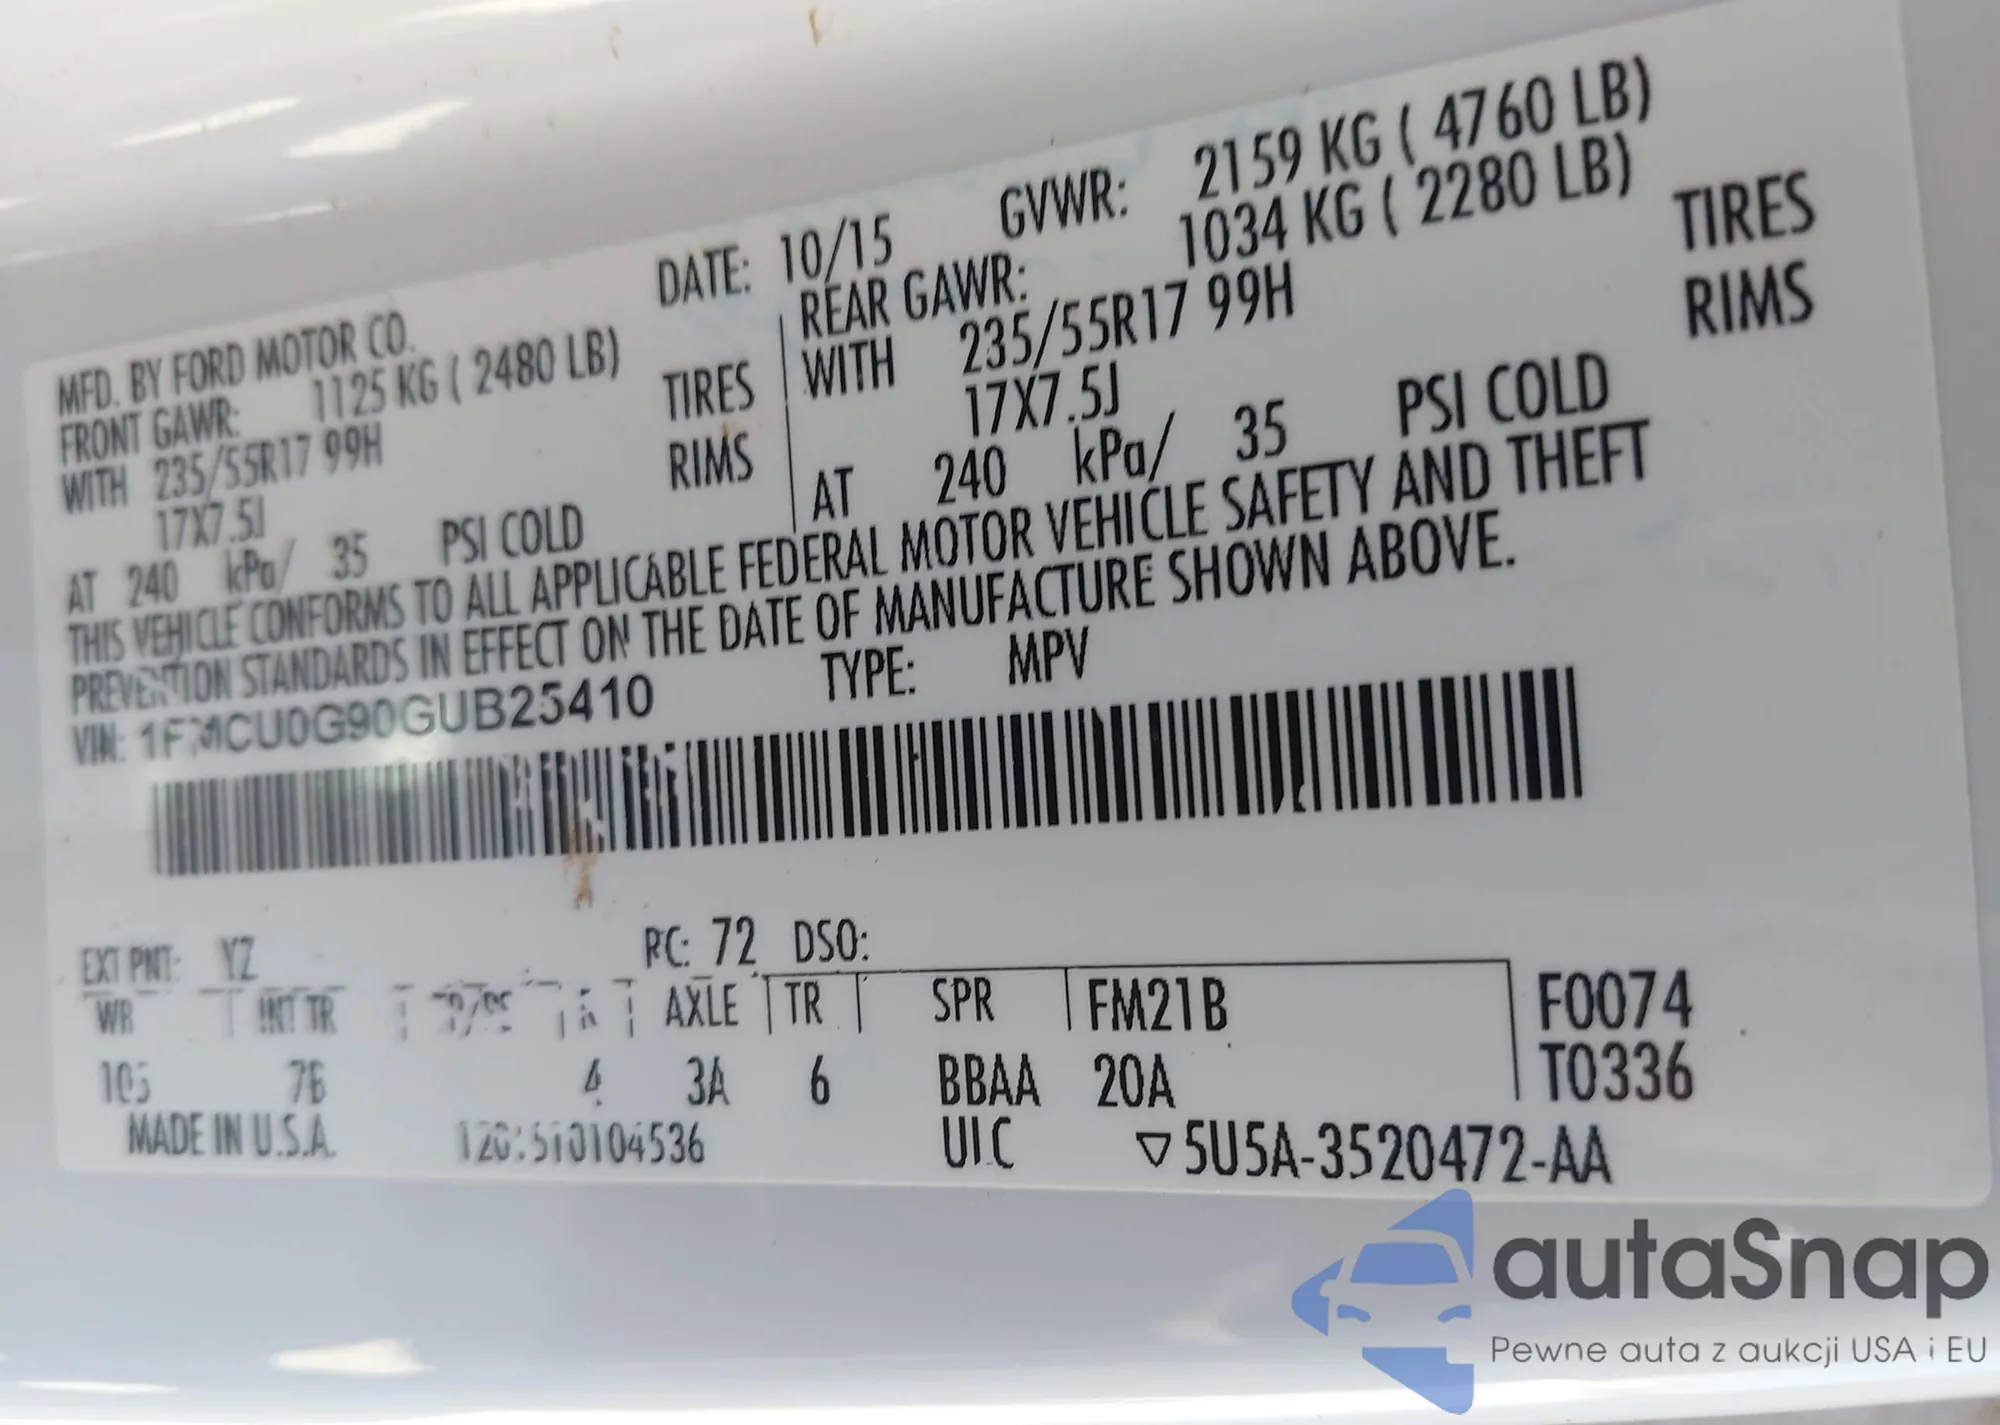 MFD. BY FORD MOTOR CO. DATE: 10/15 GVWR: 2159 KG ( 4760 LB)
FRONT GAWR: 1125 KG ( 2480 LB) REAR GAWR: 1034 KG ( 2280 LB)
WITH 235/55R17 99H TIRES WITH 235/55R17 99H TIRES
17X7.5J RIMS 17X7.5J RIMS
AT 240 kPa/ 35 PSI COLD AT 240 kPa/ 35 PSI COLD
THIS VEHICLE CONFORMS TO ALL APPLICABLE FEDERAL MOTOR VEHICLE SAFETY AND THEFT
PREVENTION STANDARDS IN EFFECT ON THE DATE OF MANUFACTURE SHOWN ABOVE.
VIN: 1FMCU0G90GUB25410 TYPE: MPV
EXT PNT: YZ RC: 72 DSO:
WB INT TR AXLE TR SPR FM21B F0074
105 4 3A 6 BBAA 20A T0336
MADE IN U.S.A. UIC ▽5U5A-3520472-AA
autoSnap
Pewne auta z aukcji USA i EU